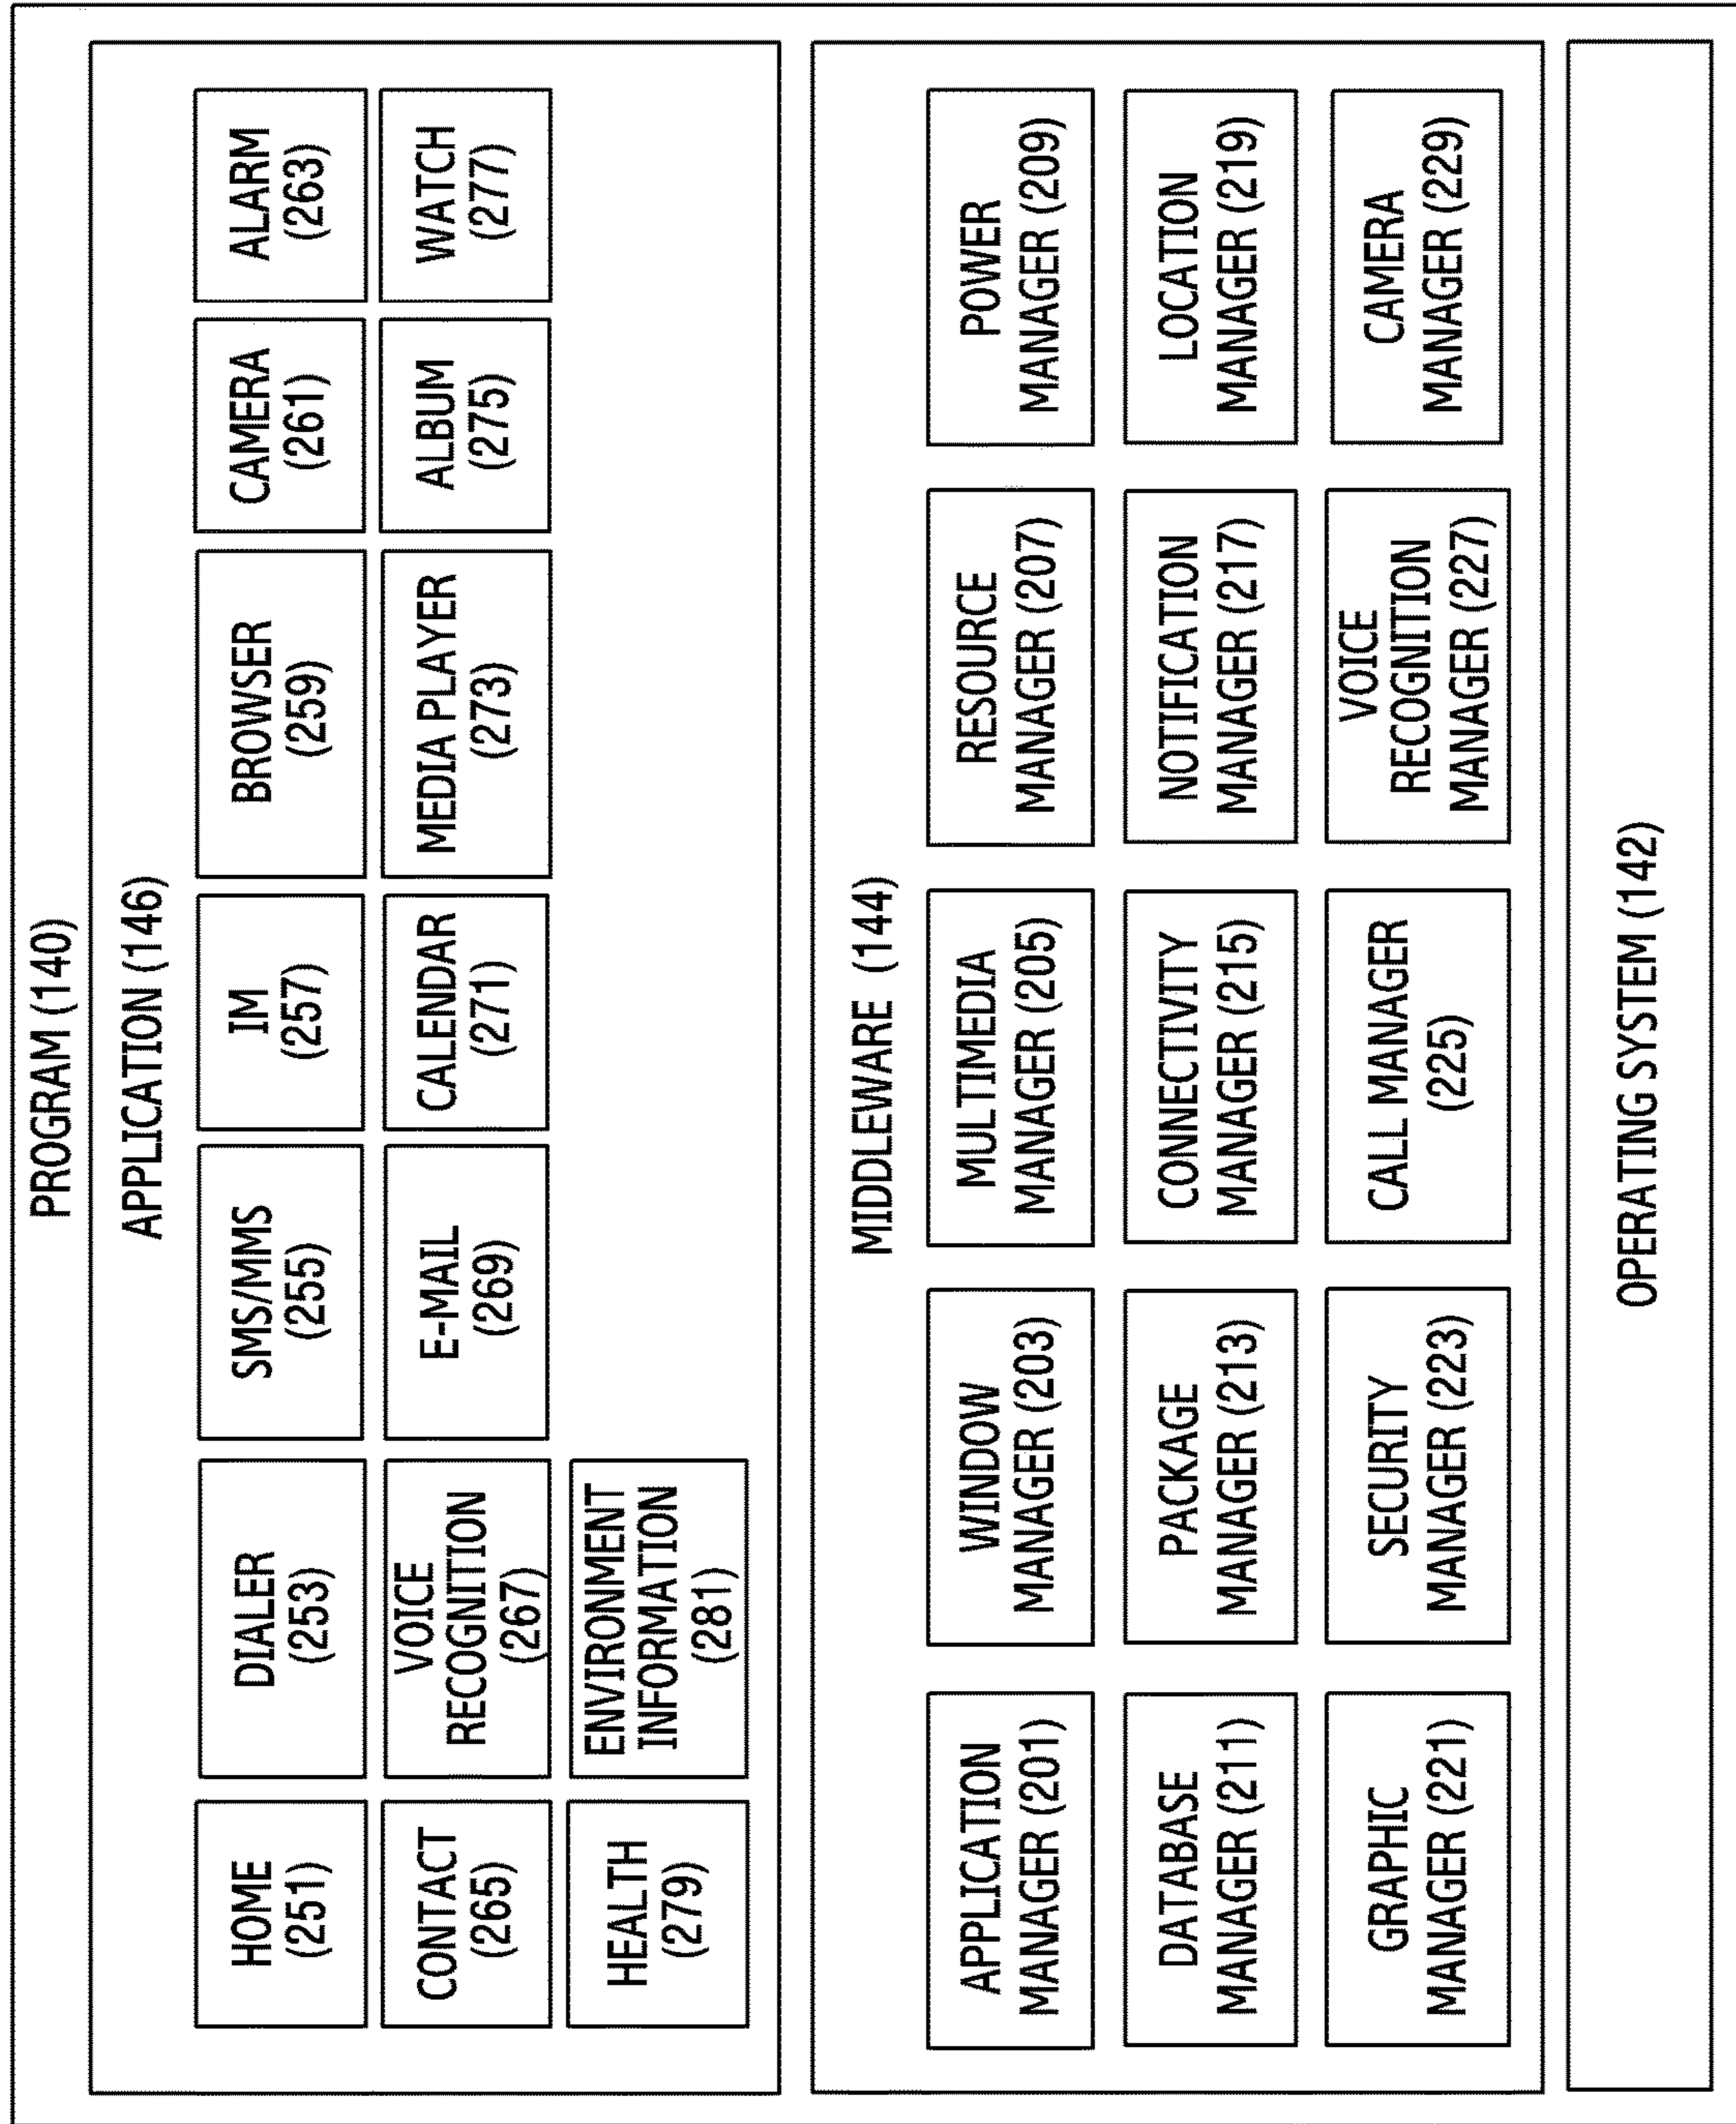 PROGRAM (140)
APPLICATION (146)
HOME
(251)
DIALER
(253)
SMS/MMS
(255)
IM
(257)
BROWSER
(259)
CAMERA
(261)
ALARM
(263)
CONTACT
(265)
VOICE
RECOGNITION
(267)
E-MAIL
(269)
CALENDAR
(271)
MEDIA PLAYER
(273)
ALBUM
(275)
WATCH
(277)
HEALTH
(279)
ENVIRONMENT
INFORMATION
(281)
MIDDLEWARE (144)
APPLICATION
MANAGER (201)
WINDOW
MANAGER (203)
MULTIMEDIA
MANAGER (205)
RESOURCE
MANAGER (207)
POWER
MANAGER (209)
DATABASE
MANAGER (211)
PACKAGE
MANAGER (213)
CONNECTIVITY
MANAGER (215)
NOTIFICATION
MANAGER (217)
LOCATION
MANAGER (219)
GRAPHIC
MANAGER (221)
SECURITY
MANAGER (223)
CALL MANAGER
(225)
VOICE
RECOGNITION
MANAGER (227)
CAMERA
MANAGER (229)
OPERATING SYSTEM (142)